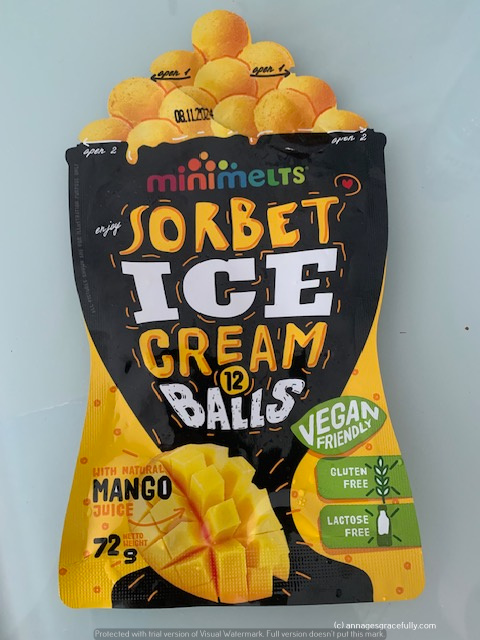 open 1
open 1
08.11.2024
open 2
open 2
minimelts
enjoy
SORBET
ICE
CREAM
12
BALLS
VEGAN
FRIENDLY
GLUTEN
FREE
LACTOSE
FREE
WITH NATURAL
MANGO
JUICE
72g
NETTO
WEIGHT
(c) annagesgracefully.com
Protected with trial version of Visual Watermark. Full version doesn't put this mark.